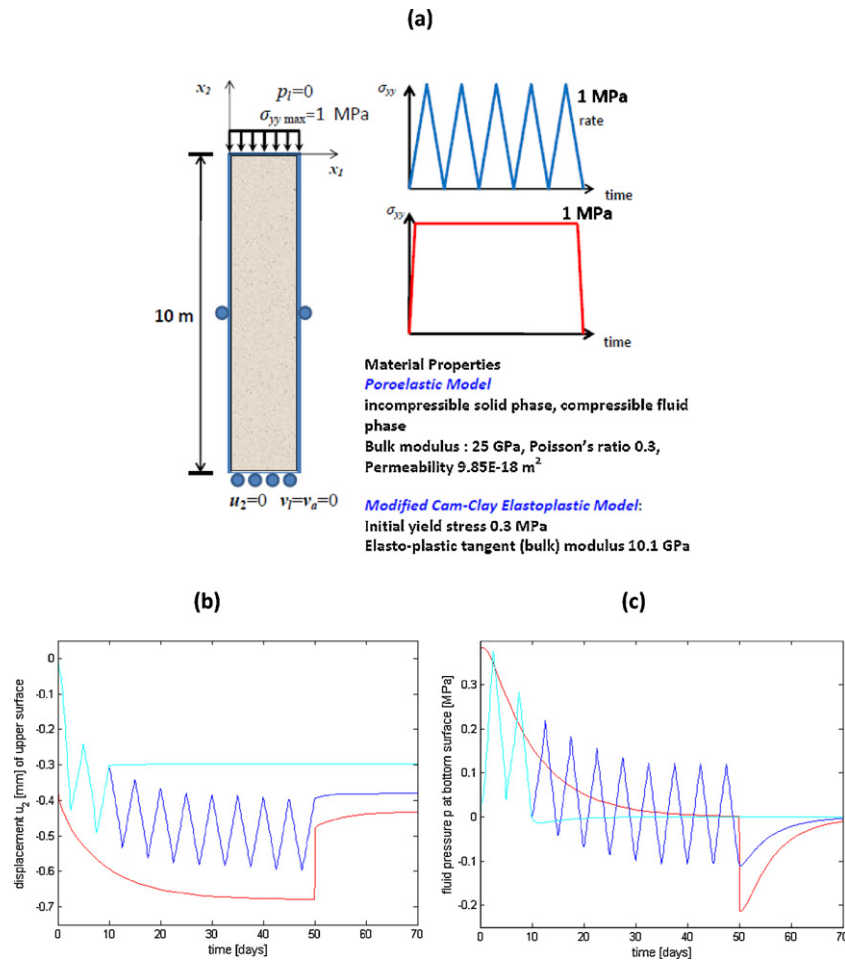 (a)
x2
pl=0
σyy max=1 MPa
x1
10 m
u2=0 vl=va=0
σyy
1 MPa
rate
time
σyy
1 MPa
time
Material Properties
Poroelastic Model
incompressible solid phase, compressible fluid
phase
Bulk modulus : 25 GPa, Poisson's ratio 0.3,
Permeability 9.85E-18 m2
Modified Cam-Clay Elastoplastic Model:
Initial yield stress 0.3 MPa
Elasto-plastic tangent (bulk) modulus 10.1 GPa
(b)
displacement u2 [mm] of upper surface
0
-0.1
-0.2
-0.3
-0.4
-0.5
-0.6
-0.7
0 10 20 30 40 50 60 70
time [days]
(c)
fluid pressure p at bottom surface [MPa]
0.3
0.2
0.1
0
-0.1
-0.2
0 10 20 30 40 50 60 70
time [days]